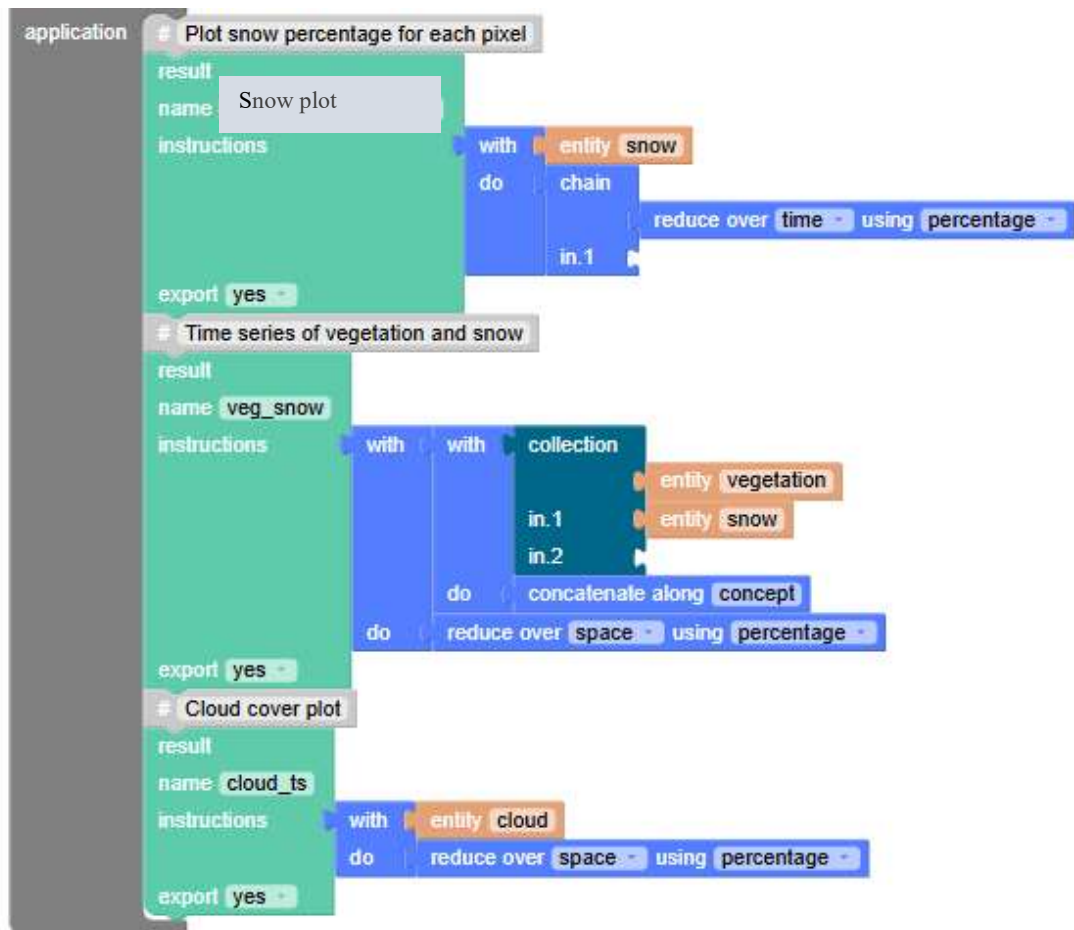 application # Plot snow percentage for each pixel
result
name Snow plot
instructions with entity snow
do chain
reduce over time using percentage
in.1
export yes
# Time series of vegetation and snow
result
name veg_snow
instructions with with collection
entity vegetation
in.1 entity snow
in.2
do concatenate along concept
do reduce over space using percentage
export yes
# Cloud cover plot
result
name cloud_ts
instructions with entity cloud
do reduce over space using percentage
export yes